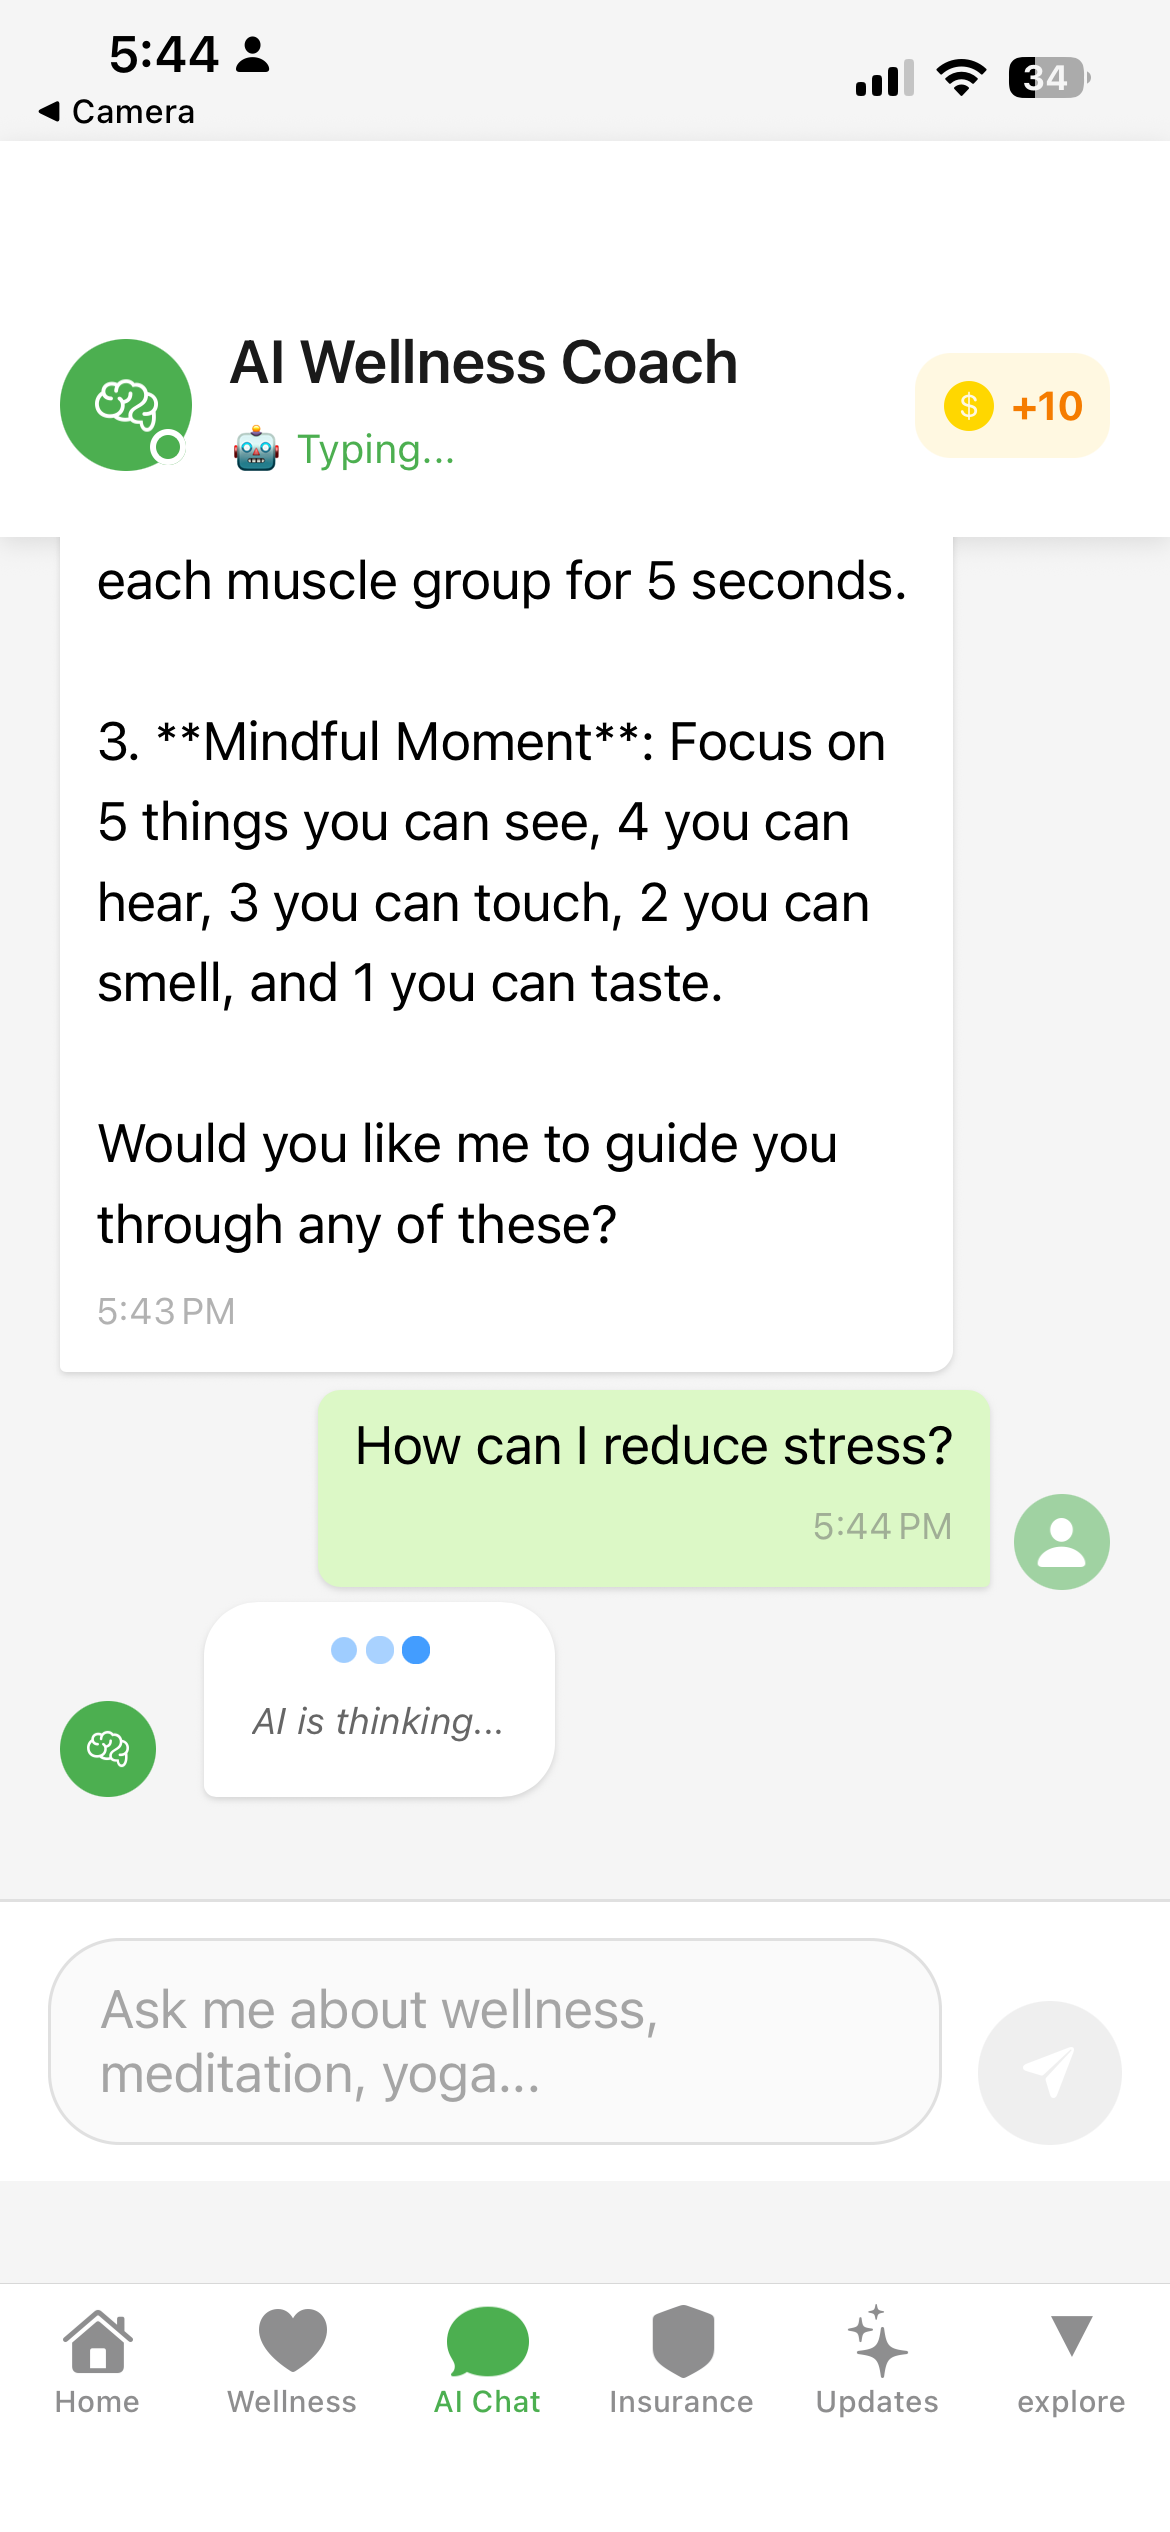 5:44
34
◀ Camera
AI Wellness Coach
🤖 Typing...
$ +10
each muscle group for 5 seconds.
3. **Mindful Moment**: Focus on
5 things you can see, 4 you can
hear, 3 you can touch, 2 you can
smell, and 1 you can taste.
Would you like me to guide you
through any of these?
5:43 PM
How can I reduce stress?
5:44 PM
AI is thinking...
Ask me about wellness,
meditation, yoga...
Home Wellness AI Chat Insurance Updates explore